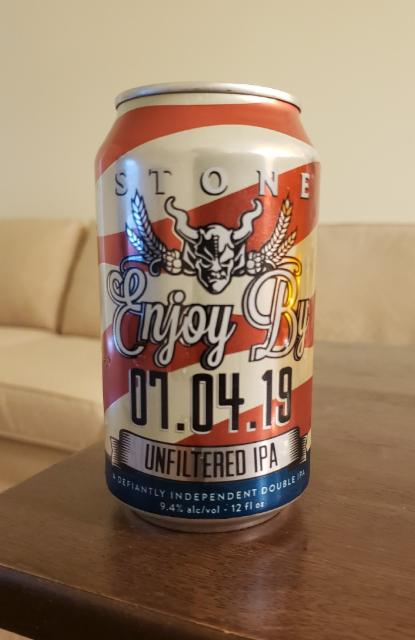 STONE
Enjoy By
07.04.19
UNFILTERED IPA
A DEFIANTLY INDEPENDENT DOUBLE IPA
9.4% alc/vol - 12 fl oz